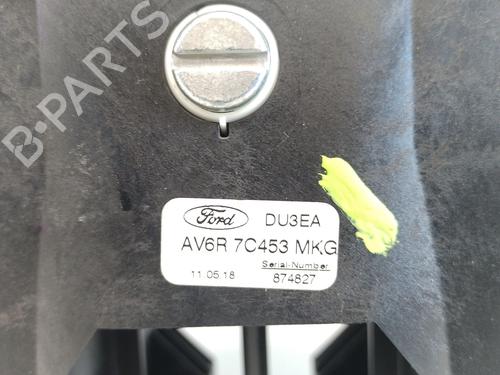 B-PARTS
Ford DU3EA
AV6R 7C453 MKG
Serial-Number
11.05.18 874827